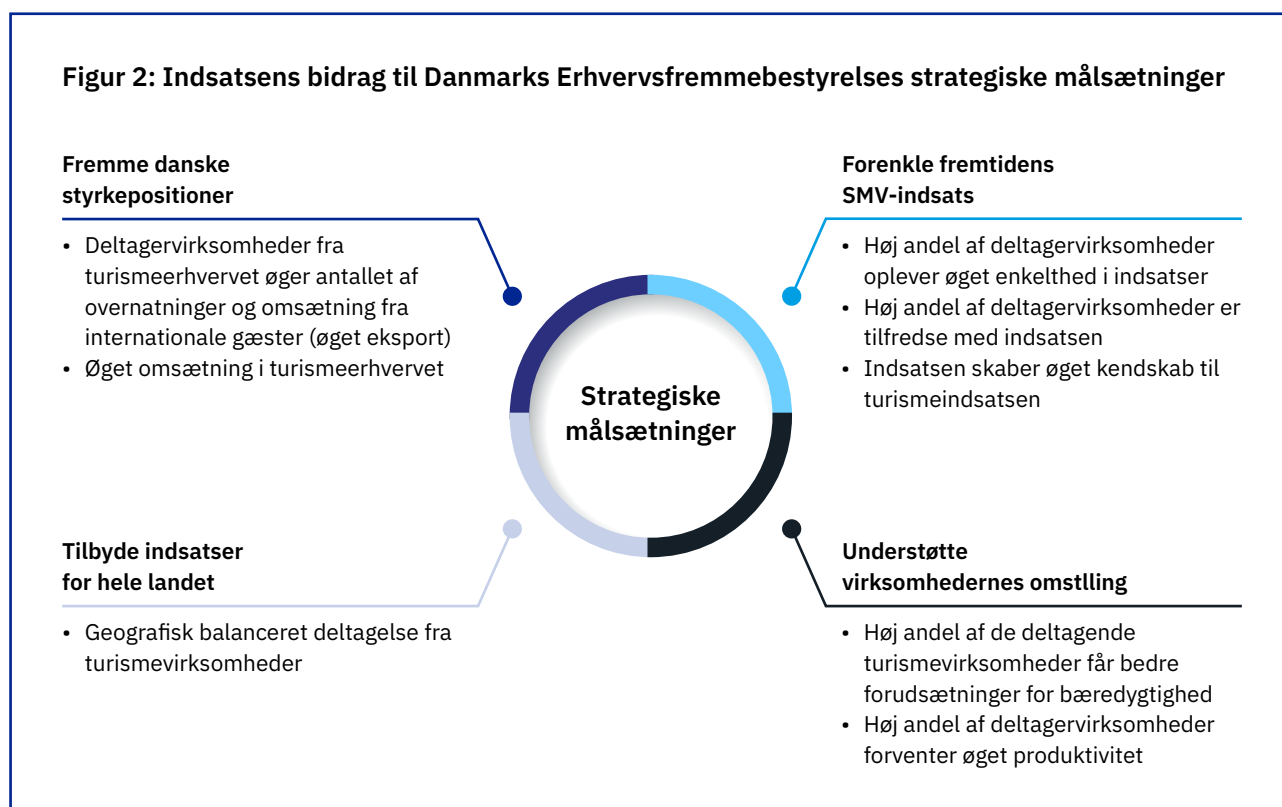 Figur 2: Indsatsens bidrag til Danmarks Erhvervsfremmebestyrelses strategiske målsætninger
Fremme danske
styrkepositioner
• Deltagervirksomheder fra
turismeerhvervet øger antallet af
overnatninger og omsætning fra
internationale gæster (øget eksport)
• Øget omsætning i turismeerhvervet
Forenkle fremtidens
SMV-indsats
• Høj andel af deltagervirksomheder
oplever øget enkelthed i indsatser
• Høj andel af deltagervirksomheder er
tilfredse med indsatsen
• Indsatsen skaber øget kendskab til
turismeindsatsen
Strategiske
målsætninger
Tilbyde indsatser
for hele landet
• Geografisk balanceret deltagelse fra
turismevirksomheder
Understøtte
virksomhedernes omstlling
• Høj andel af de deltagende
turismevirksomheder får bedre
forudsætninger for bæredygtighed
• Høj andel af deltagervirksomheder
forventer øget produktivitet